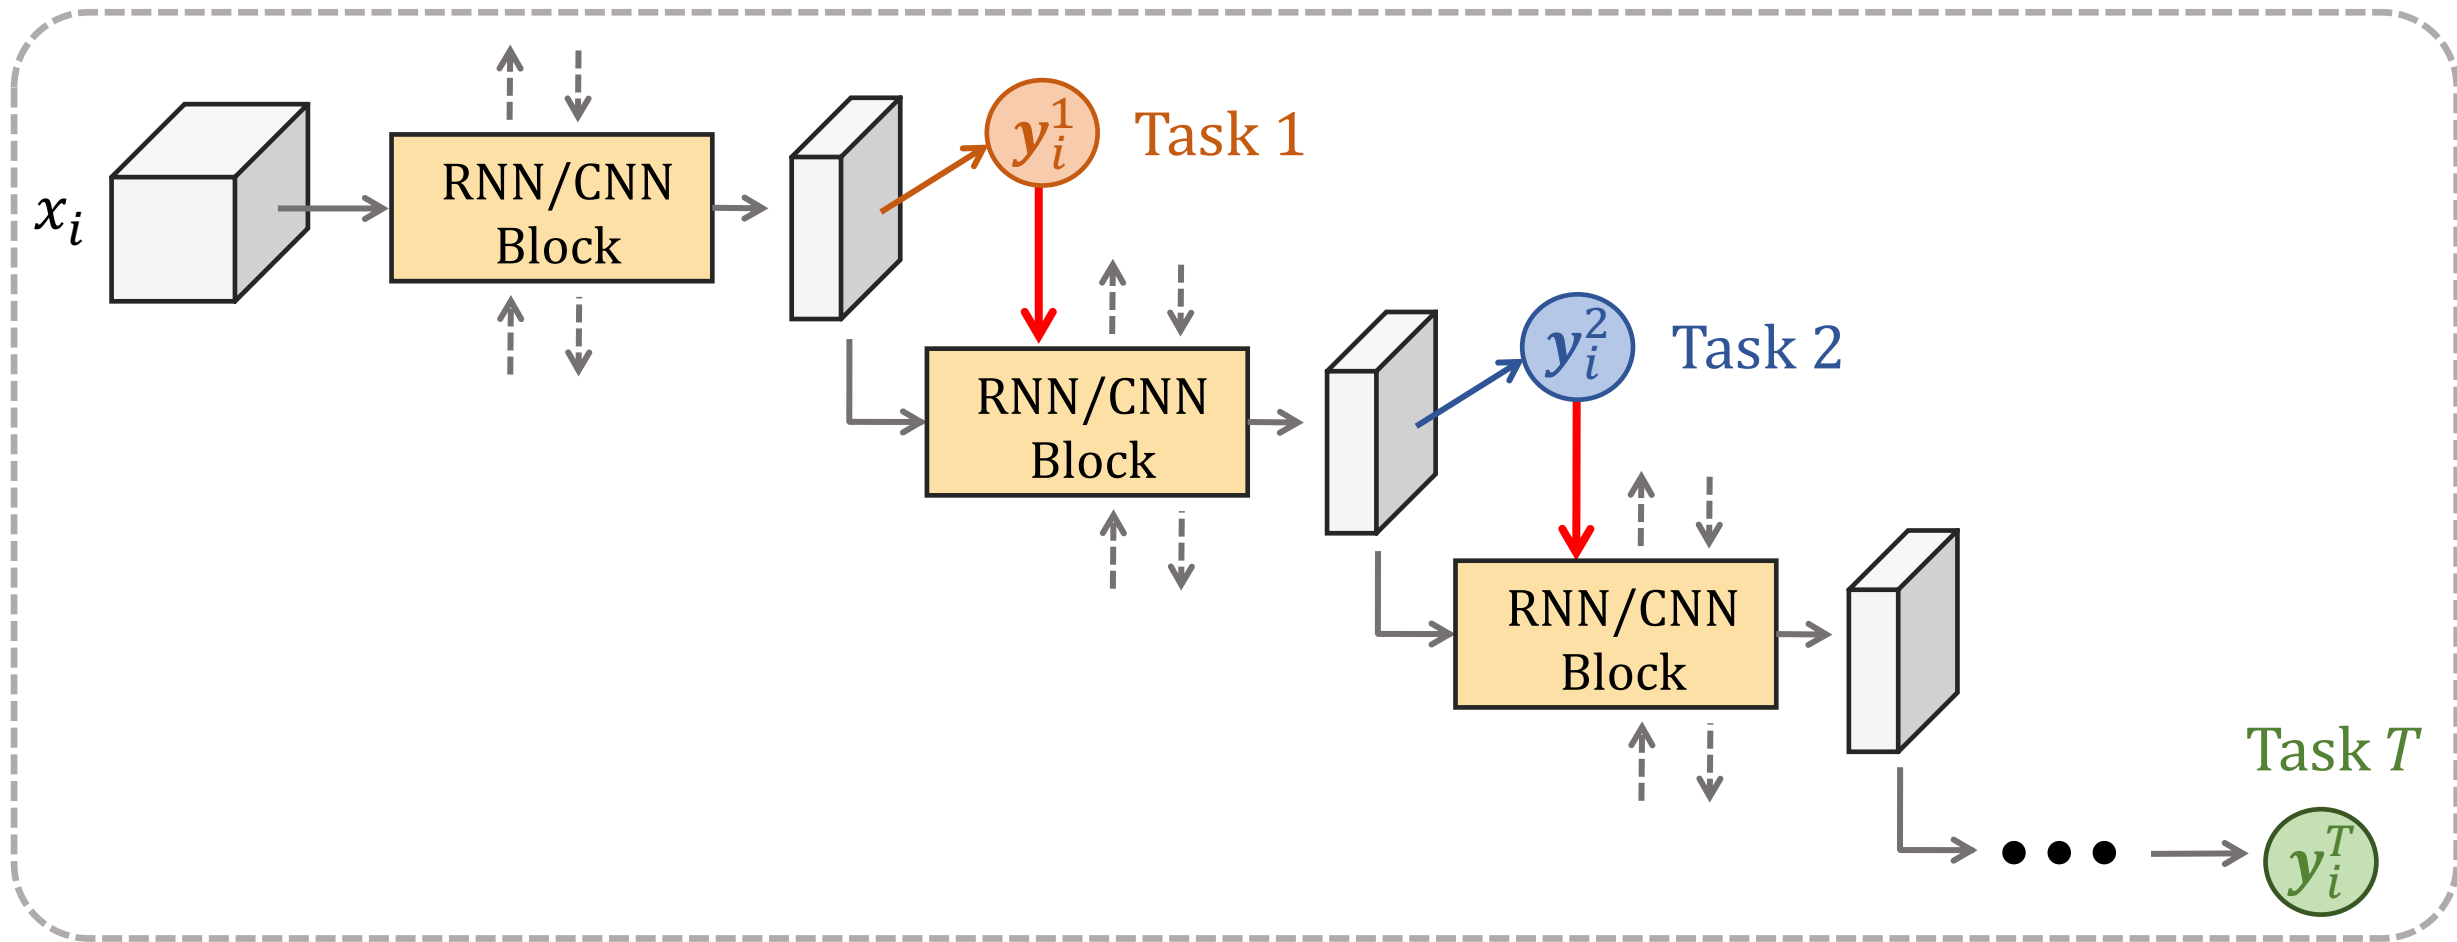 x_i
RNN/CNN
Block
y_i^1
Task 1
RNN/CNN
Block
y_i^2
Task 2
RNN/CNN
Block
Task T
y_i^T